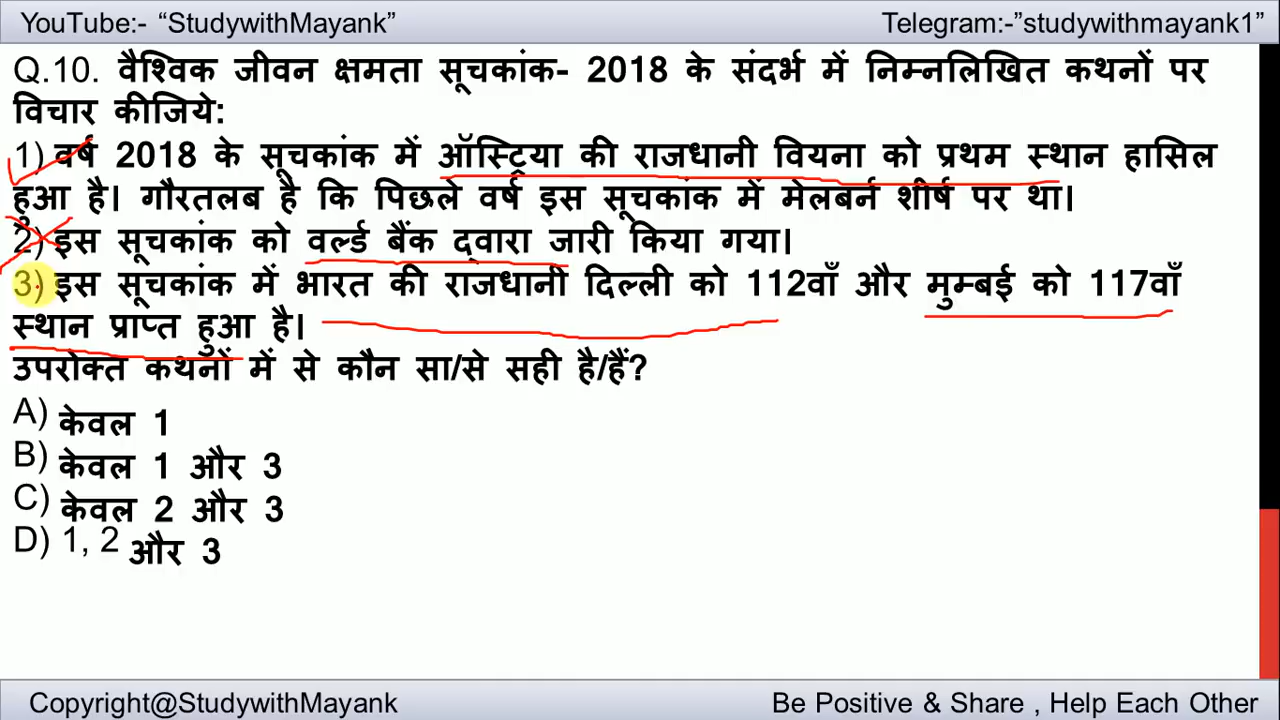 YouTube:- “StudywithMayank” Telegram:-”studywithmayank1”
Q.10. वैश्विक जीवन क्षमता सूचकांक- 2018 के संदर्भ में निम्नलिखित कथनों पर
विचार कीजिये:
1) वर्ष 2018 के सूचकांक में ऑस्ट्रिया की राजधानी वियना को प्रथम स्थान हासिल
हुआ है। गौरतलब है कि पिछले वर्ष इस सूचकांक में मेलबर्न शीर्ष पर था।
2) इस सूचकांक को वर्ल्ड बैंक द्वारा जारी किया गया।
3) इस सूचकांक में भारत की राजधानी दिल्ली को 112वाँ और मुम्बई को 117वाँ
स्थान प्राप्त हुआ है।
उपरोक्त कथनों में से कौन सा/से सही है/हैं?
A) केवल 1
B) केवल 1 और 3
C) केवल 2 और 3
D) 1, 2 और 3
Copyright@StudywithMayank Be Positive & Share , Help Each Other